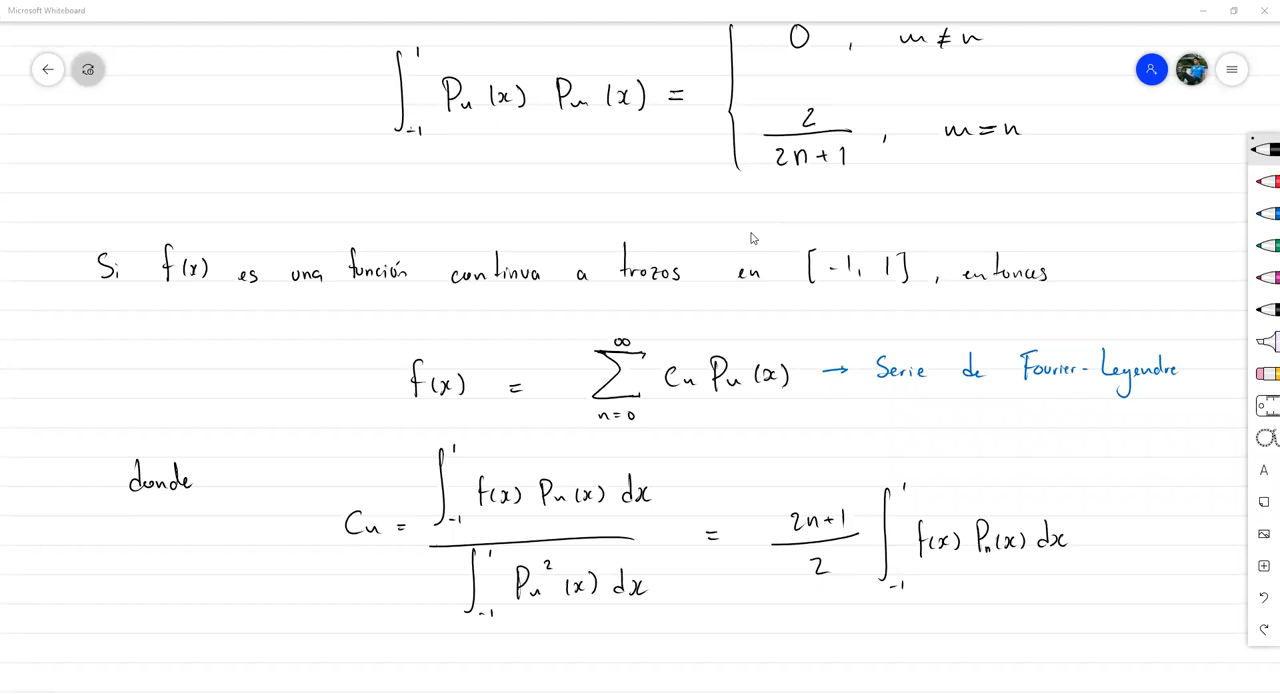 Microsoft Whiteboard
∫_{-1}^{1} Pn(x) Pm(x) = { 0 , m ≠ n
2/(2n+1) , m = n
Si f(x) es una función continua a trozos en [-1, 1] , entonces
f(x) = ∑_{n=0}^{∞} Cn Pn(x) → Serie de Fourier-Legendre
donde
Cn = ∫_{-1}^{1} f(x) Pn(x) dx / ∫_{-1}^{1} Pn²(x) dx = (2n+1)/2 ∫_{-1}^{1} f(x) Pn(x) dx
A